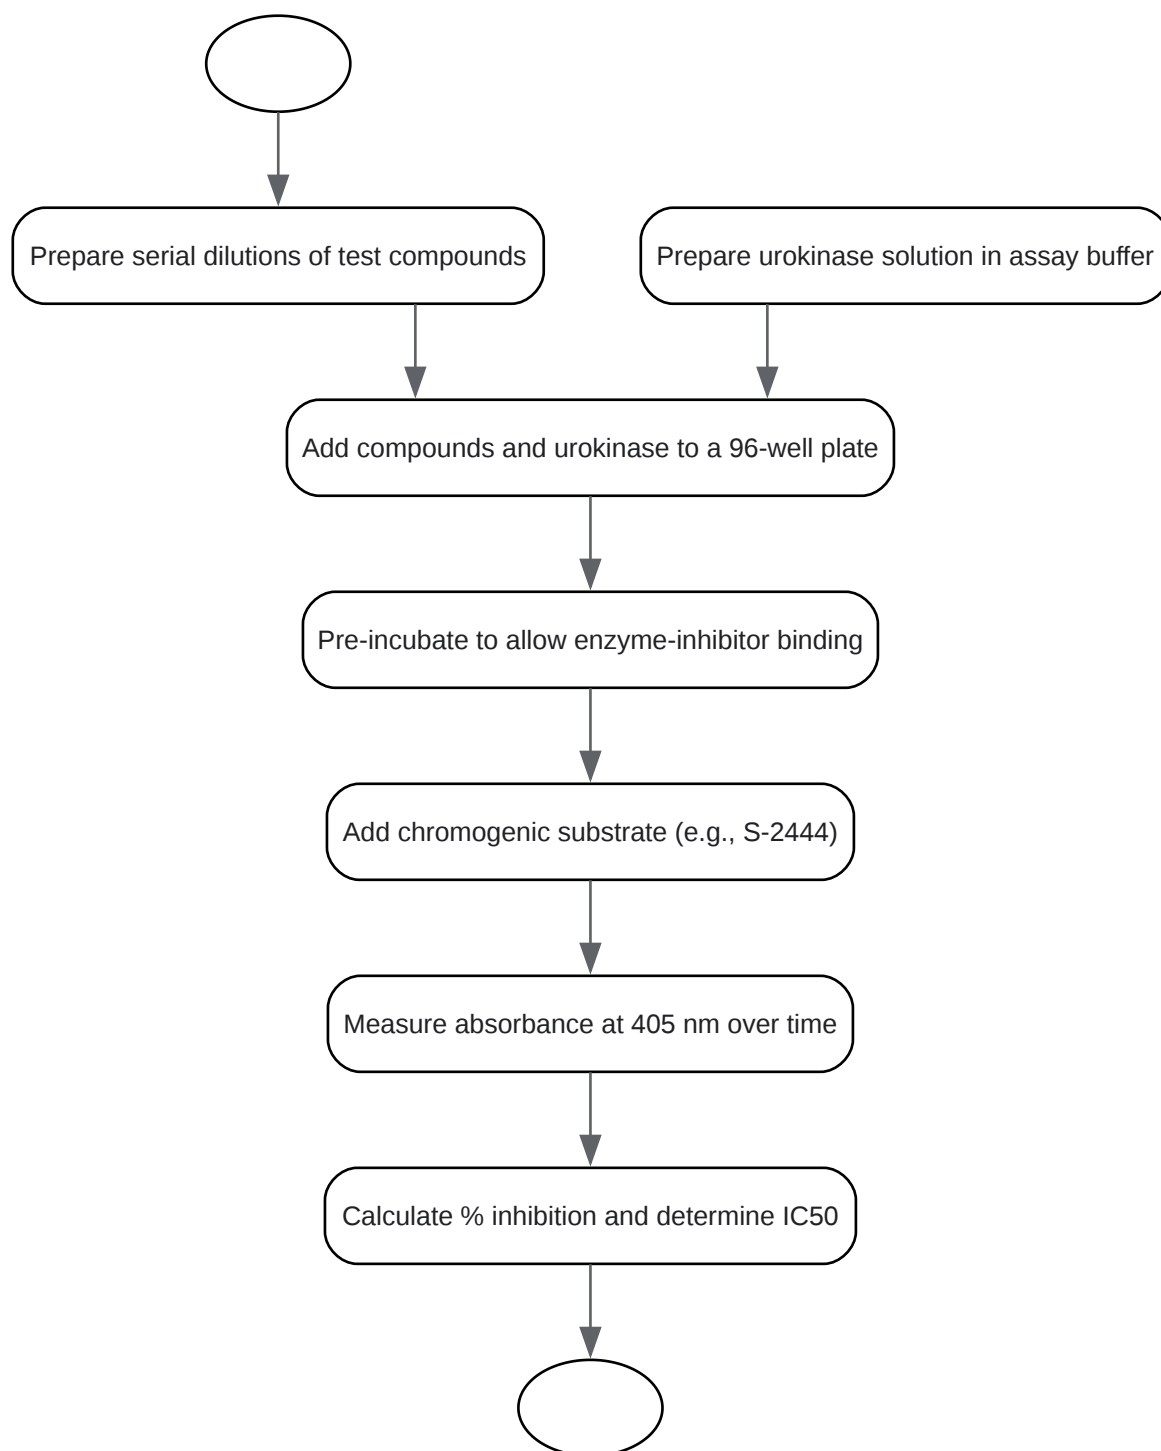 Prepare serial dilutions of test compounds
Prepare urokinase solution in assay buffer
Add compounds and urokinase to a 96-well plate
Pre-incubate to allow enzyme-inhibitor binding
Add chromogenic substrate (e.g., S-2444)
Measure absorbance at 405 nm over time
Calculate % inhibition and determine IC50